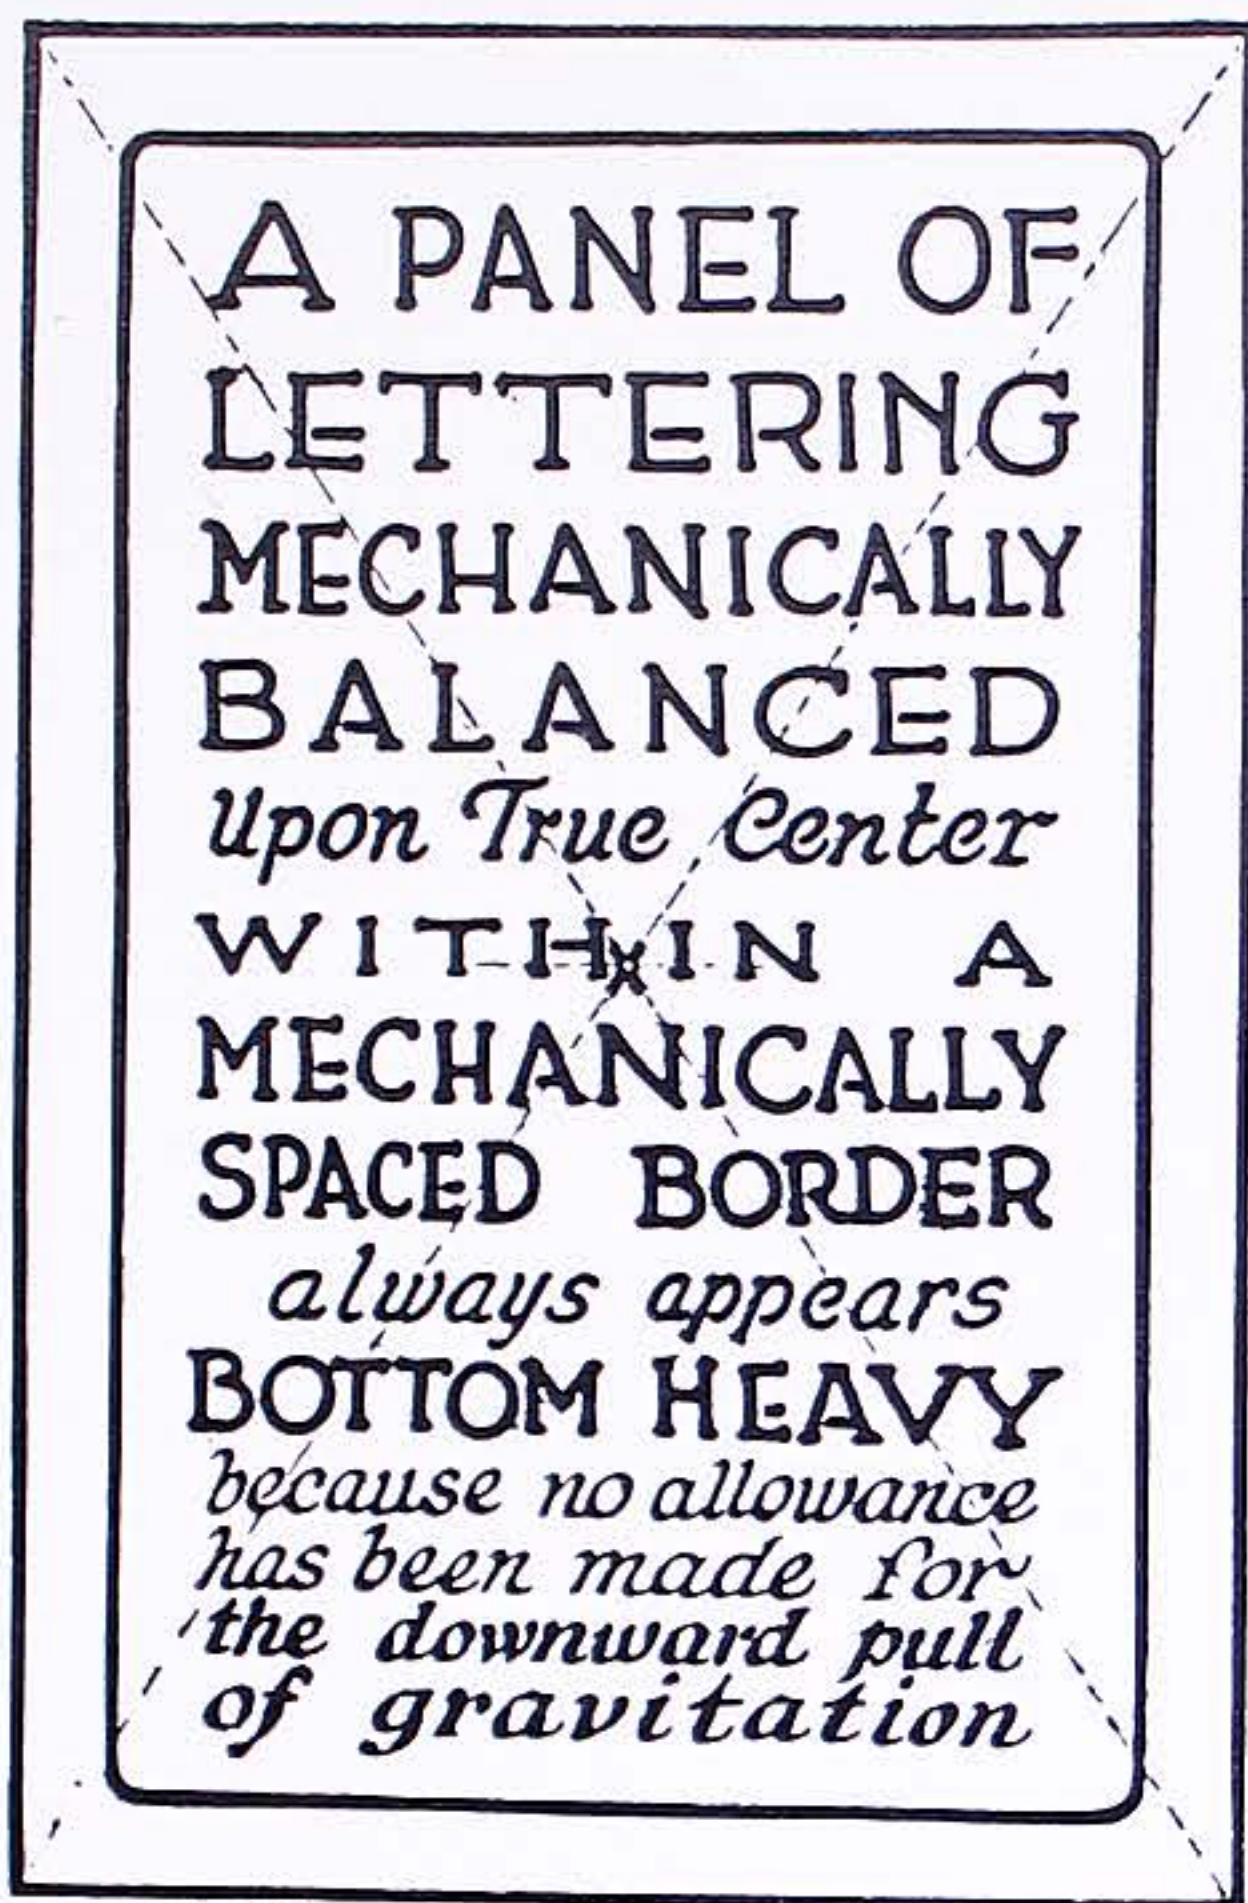 A PANEL OF
LETTERING
MECHANICALLY
BALANCED
Upon True Center
WITHIN A
MECHANICALLY
SPACED BORDER
always appears
BOTTOM HEAVY
because no allowance
has been made for
the downward pull
of gravitation